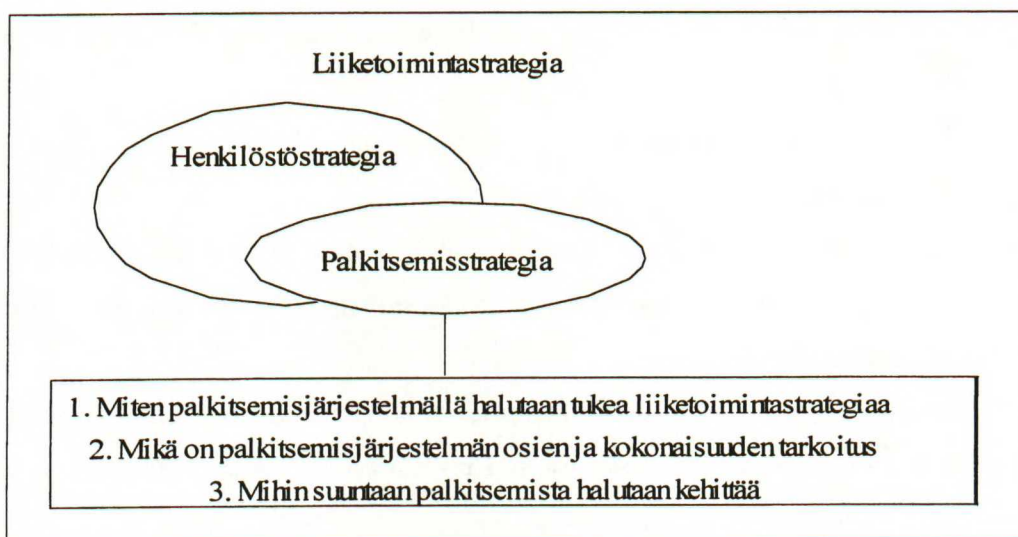 Liiketoimintastrategia
Henkilöstöstrategia
Palkitsemisstrategia
1. Miten palkitsemisjärjestelmällä halutaan tukea liiketoimintastrategiaa
2. Mikä on palkitsemisjärjestelmän osien ja kokonaisuuden tarkoitus
3. Mihin suuntaan palkitsemista halutaan kehittää